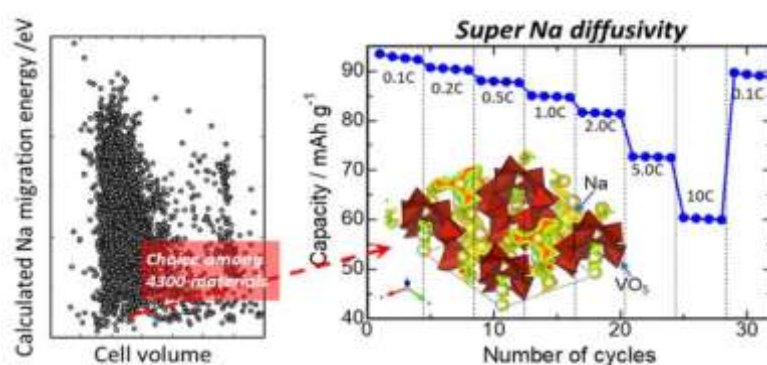 Super Na diffusivity
Calculated Na migration energy /eV
Cell volume
Choice among
4300 materials
Capacity / mAh g⁻¹
90
80
70
60
50
40
0.1C
0.2C
0.5C
1.0C
2.0C
5.0C
10C
0.1C
Na
VO₅
0
10
20
30
Number of cycles